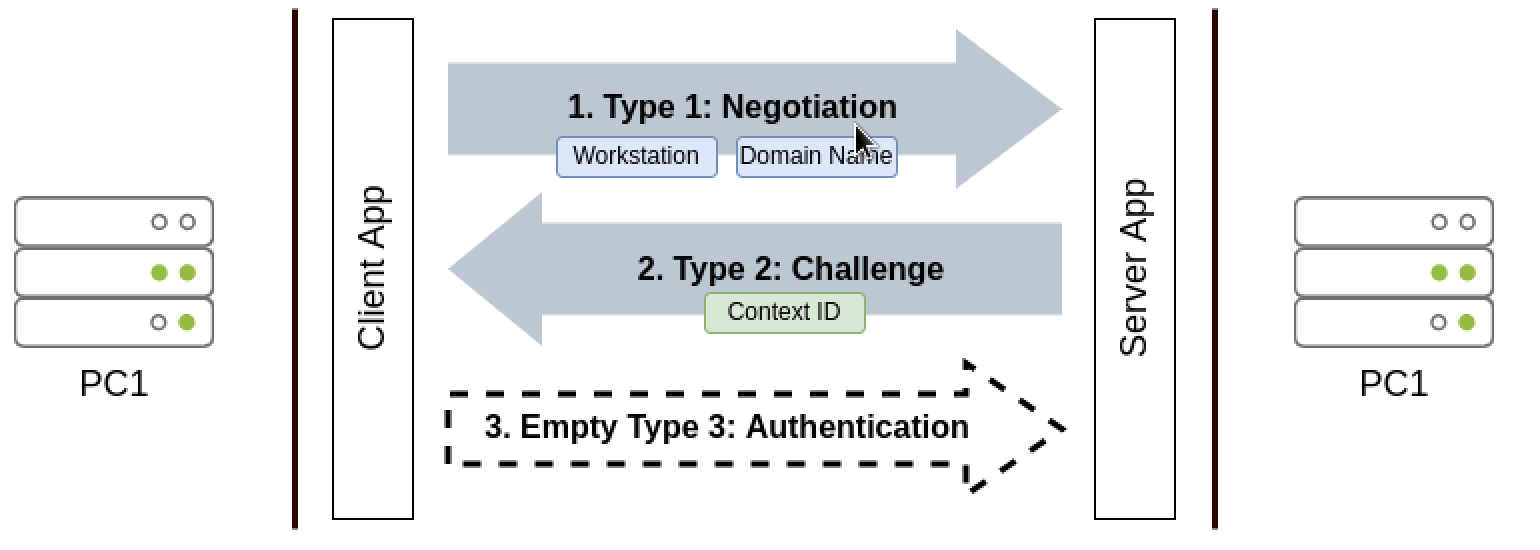 1. Type 1: Negotiation
Workstation
Domain Name
Client App
Server App
2. Type 2: Challenge
Context ID
PC1
PC1
3. Empty Type 3: Authentication